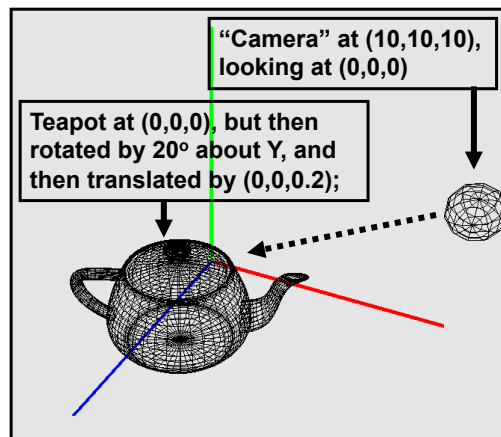 “Camera” at (10,10,10),
looking at (0,0,0)
Teapot at (0,0,0), but then
rotated by 20º about Y, and
then translated by (0,0,0.2);